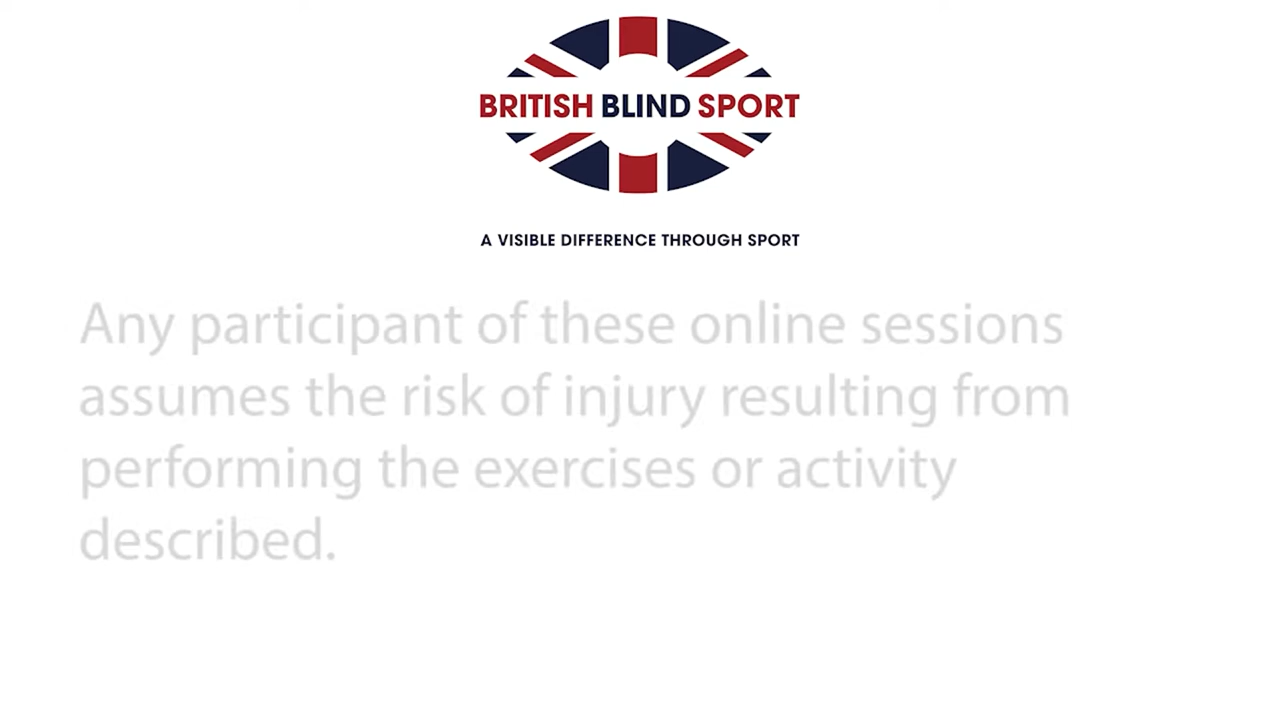 BRITISH BLIND SPORT
A VISIBLE DIFFERENCE THROUGH SPORT
Any participant of these online sessions
assumes the risk of injury resulting from
performing the exercises or activity
described.